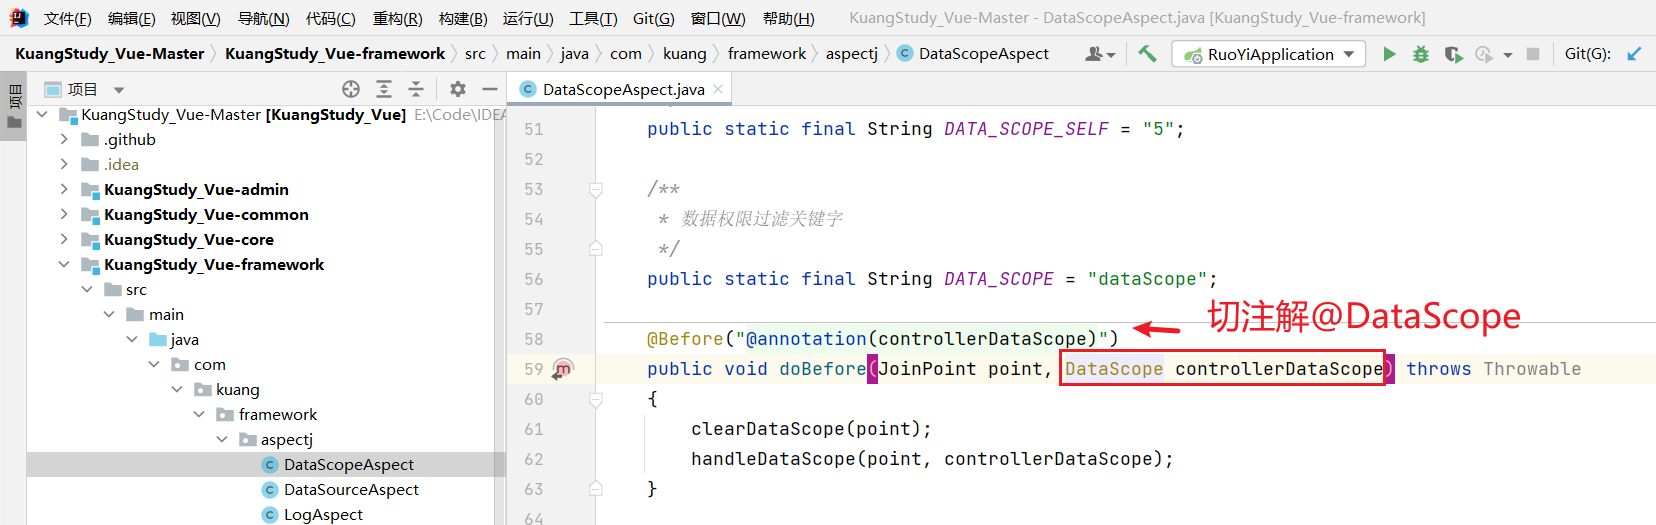 文件(F) 编辑(E) 视图(V) 导航(N) 代码(C) 重构(R) 构建(B) 运行(U) 工具(T) Git(G) 窗口(W) 帮助(H) KuangStudy_Vue-Master - DataScopeAspect.java [KuangStudy_Vue-framework]
KuangStudy_Vue-Master KuangStudy_Vue-framework src main java com kuang framework aspectj DataScopeAspect RuoYiApplication Git(G):
项目
项目
DataScopeAspect.java
KuangStudy_Vue-Master [KuangStudy_Vue] E:\Code\IDEA
.github
.idea
KuangStudy_Vue-admin
KuangStudy_Vue-common
KuangStudy_Vue-core
KuangStudy_Vue-framework
src
main
java
com
kuang
framework
aspectj
DataScopeAspect
DataSourceAspect
LogAspect
51 public static final String DATA_SCOPE_SELF = "5";
52
53 /**
54 * 数据权限过滤关键字
55 */
56 public static final String DATA_SCOPE = "dataScope";
57
切注解@DataScope
58 @Before("@annotation(controllerDataScope)")
59 public void doBefore(JoinPoint point, DataScope controllerDataScope) throws Throwable
60 {
61 clearDataScope(point);
62 handleDataScope(point, controllerDataScope);
63 }
64